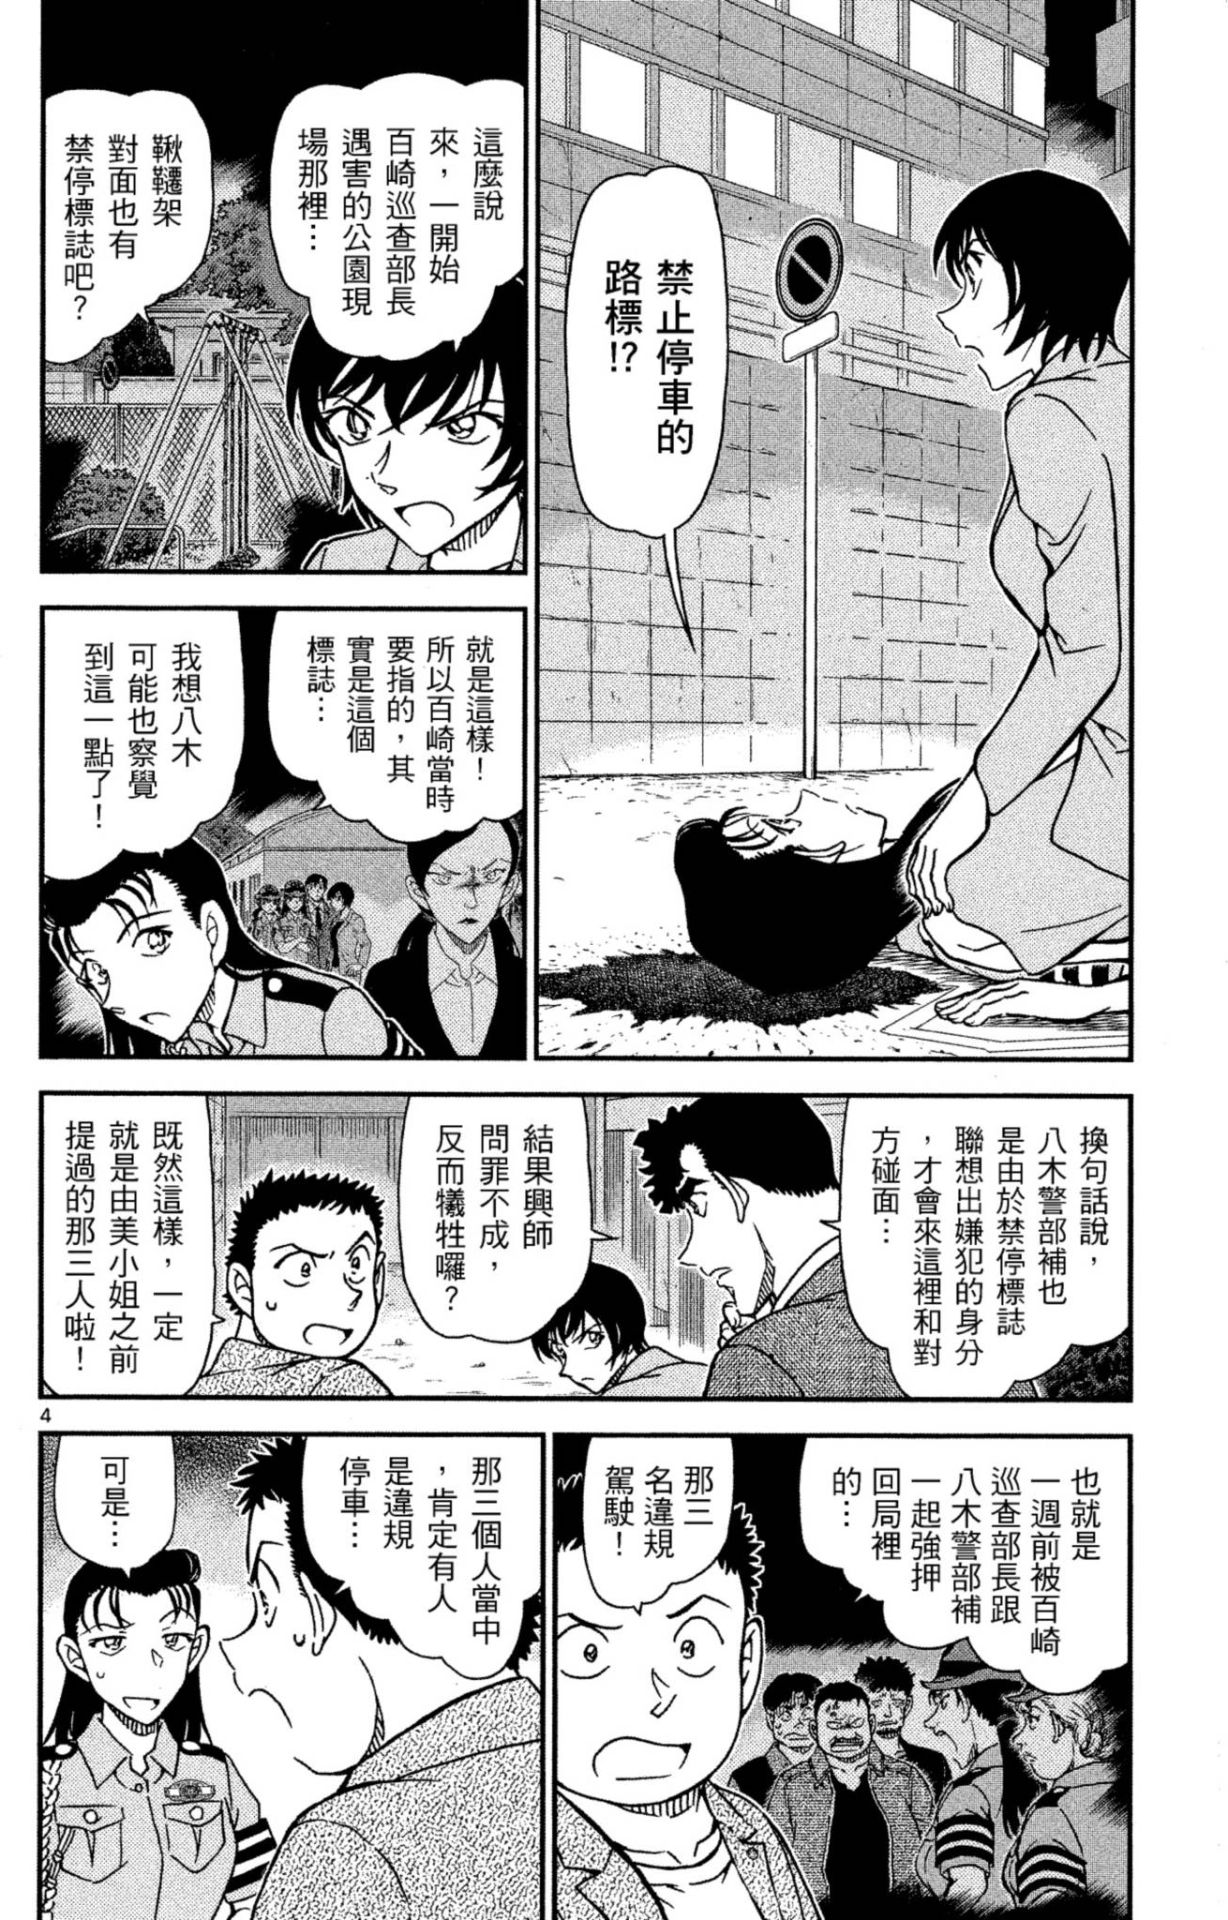 禁止停車的
路標!?
這麼說
來，一開始
百崎巡查部長
遇害的公園現
場那裡…
鞦韆架
對面也有
禁停標誌吧？
就是這樣！
所以百崎當時
要指的，其
實是這個
標誌…
我想八木
可能也察覺
到這一點了！
換句話說，
八木警部補也
是由於禁停標誌
聯想出嫌犯的身分
，才會來這裡和對
方碰面…
結果興師
問罪不成，
反而犧牲囉？
既然這樣，一定
就是由美小姐之前
提過的那三人啦！
4
也就是
一週前被百崎
巡查部長跟
八木警部補
一起強押
回局裡
的…
那三
名違規
駕駛！
那三個人當中
，肯定有人
是違規
停車…
可是…